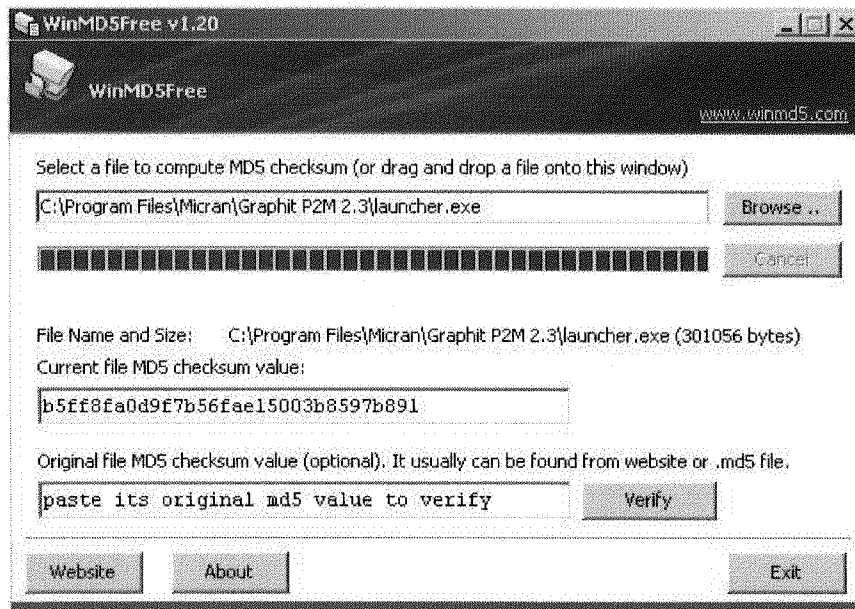 WinMD5Free v1.20
WinMD5Free
www.winmd5.com
Select a file to compute MD5 checksum (or drag and drop a file onto this window)
C:\Program Files\Micran\Graphit P2M 2.3\launcher.exe
Browse ..
Cancel
File Name and Size: C:\Program Files\Micran\Graphit P2M 2.3\launcher.exe (301056 bytes)
Current file MD5 checksum value:
b5ff8fa0d9f7b56fae15003b8597b891
Original file MD5 checksum value (optional). It usually can be found from website or .md5 file.
paste its original md5 value to verify
Verify
Website
About
Exit